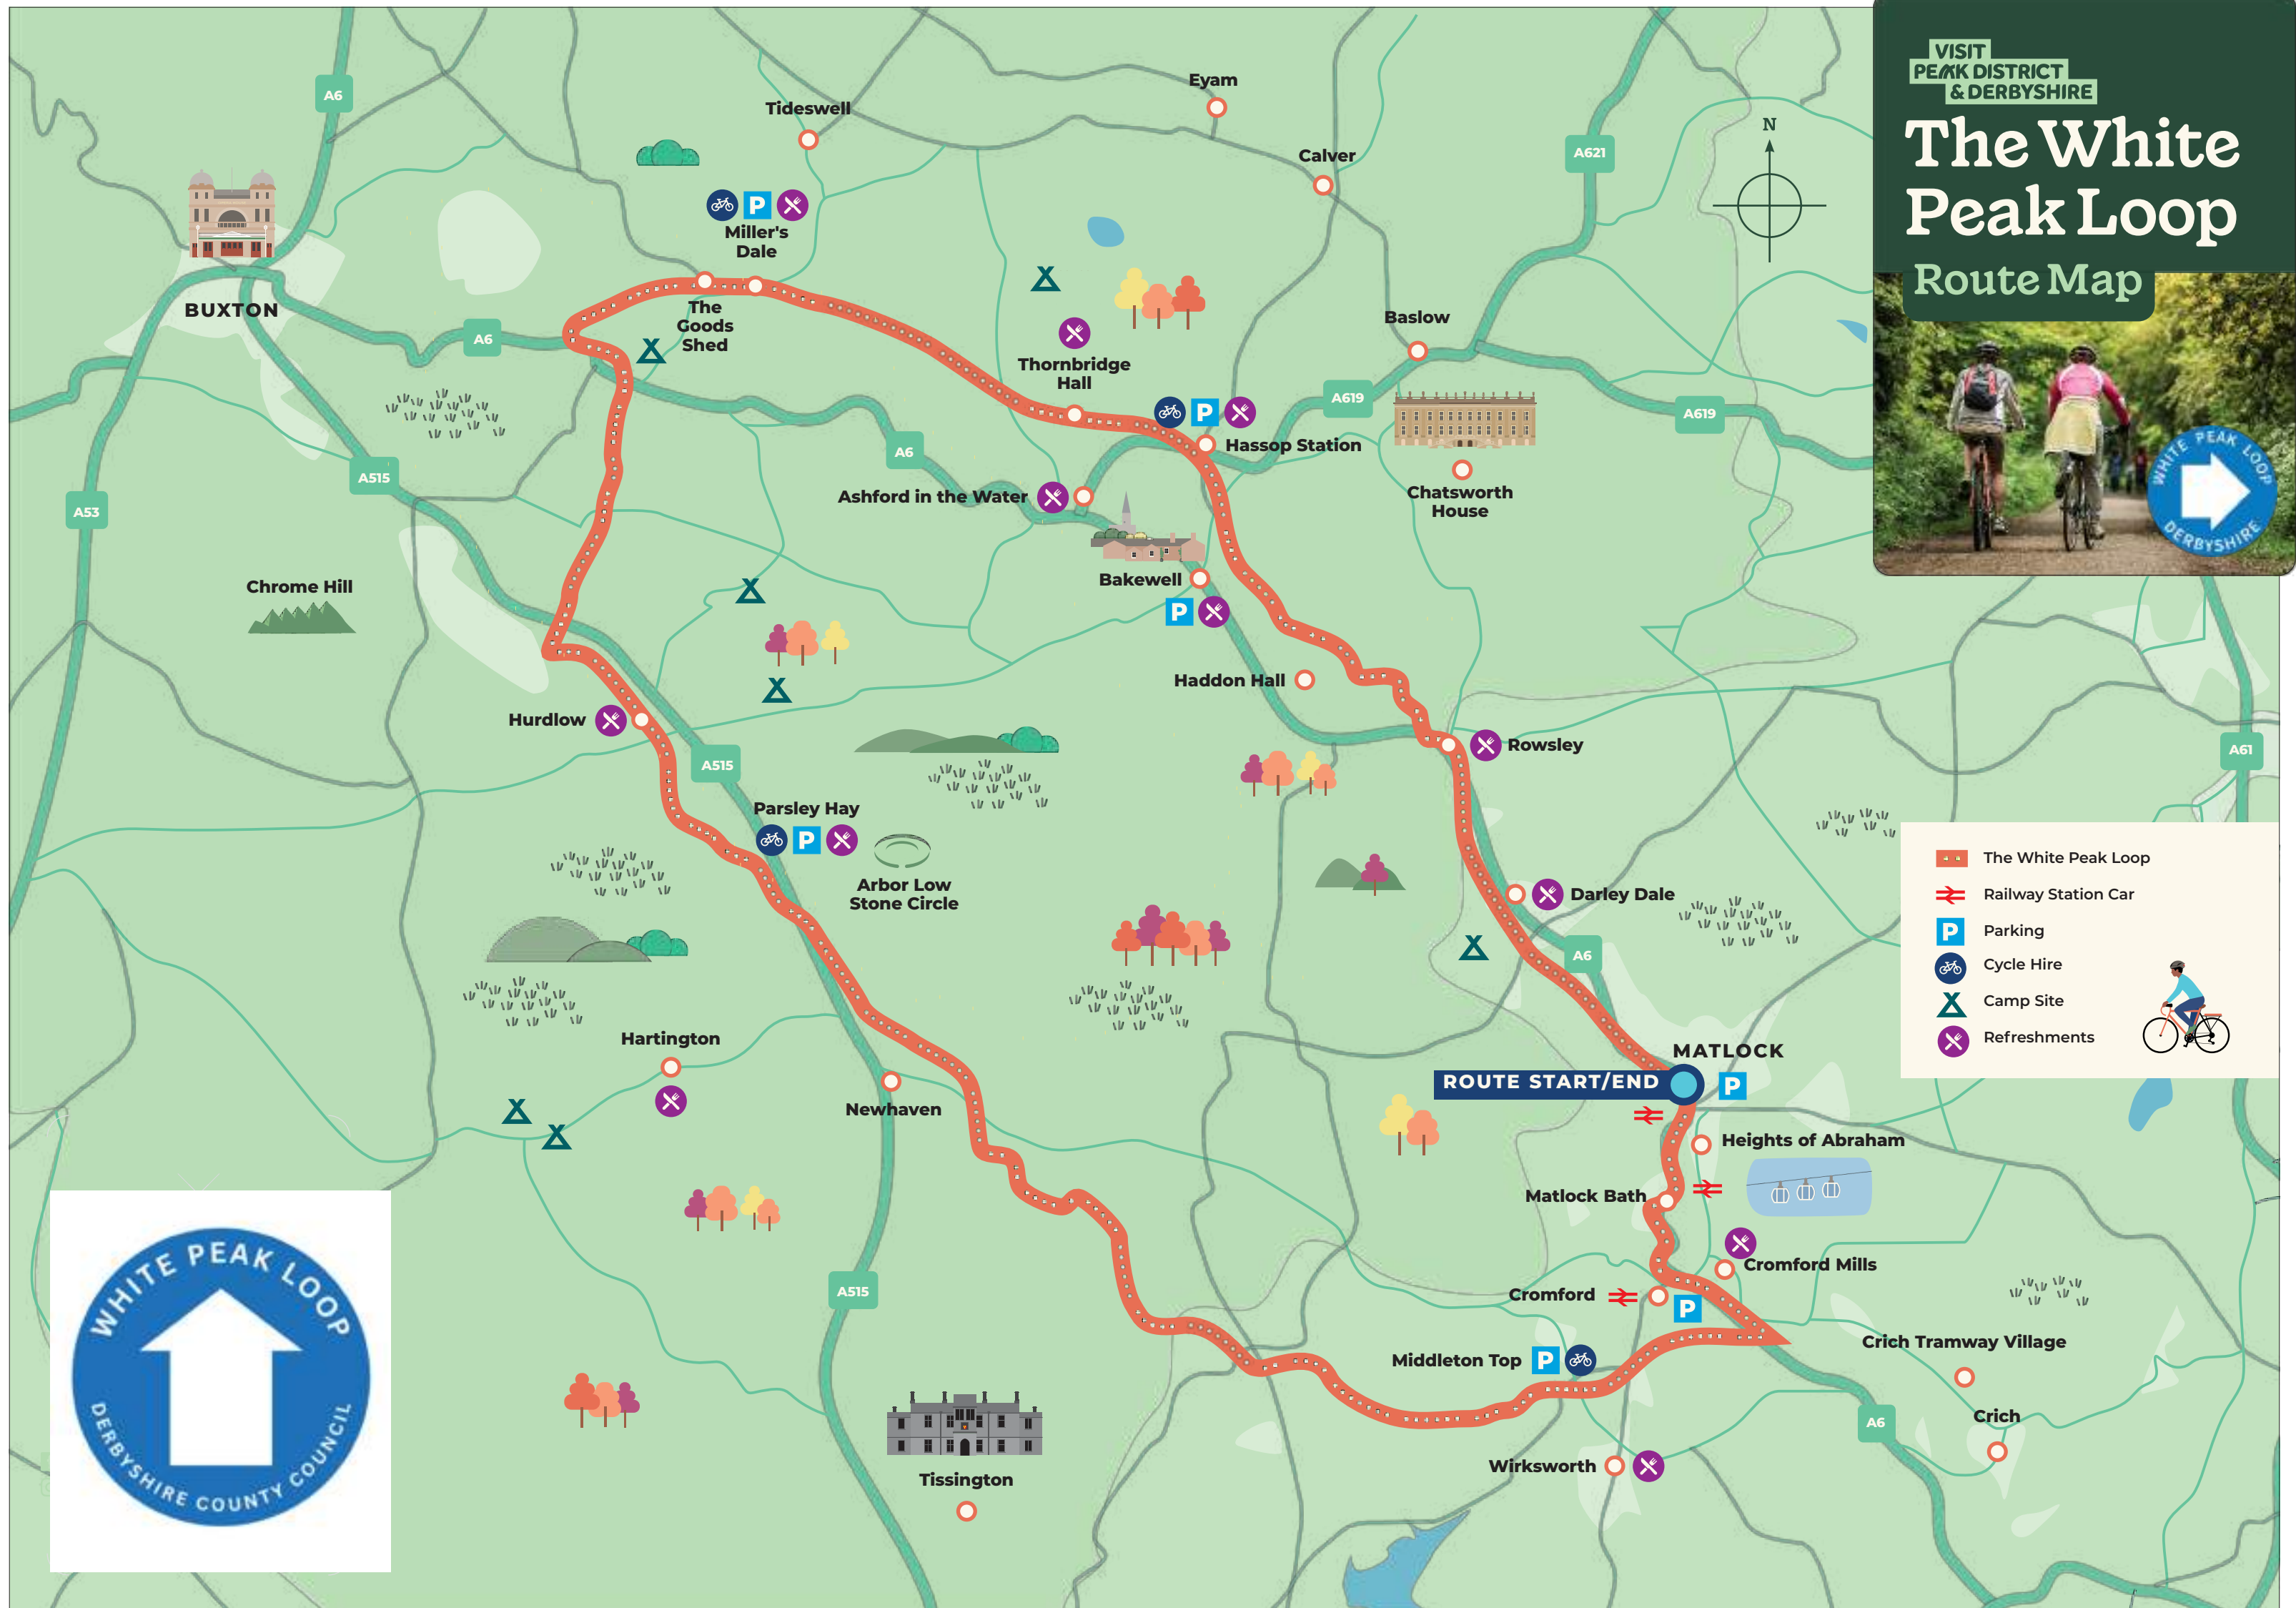 VISIT
PEAK DISTRICT
& DERBYSHIRE
The White
Peak Loop
Route Map
WHITE PEAK LOOP
DERBYSHIRE
N
A6
Eyam
Tideswell
Calver
A621
Miller's
Dale
BUXTON
The
Goods
Shed
A6
Thornbridge
Hall
Baslow
A619
A619
Hassop Station
A6
A515
A53
Ashford in the Water
Chatsworth
House
Bakewell
Chrome Hill
Haddon Hall
Hurdlow
Rowsley
A515
A61
Parsley Hay
P
Arbor Low
Stone Circle
Darley Dale
A6
The White Peak Loop
Railway Station Car
P Parking
Cycle Hire
Camp Site
Refreshments
Hartington
MATLOCK
ROUTE START/END
P
Newhaven
Heights of Abraham
Matlock Bath
Cromford Mills
Cromford
P
A515
Crich Tramway Village
Middleton Top P
Crich
A6
Wirksworth
Tissington
P
P
P
WHITE PEAK LOOP
DERBYSHIRE COUNTY COUNCIL